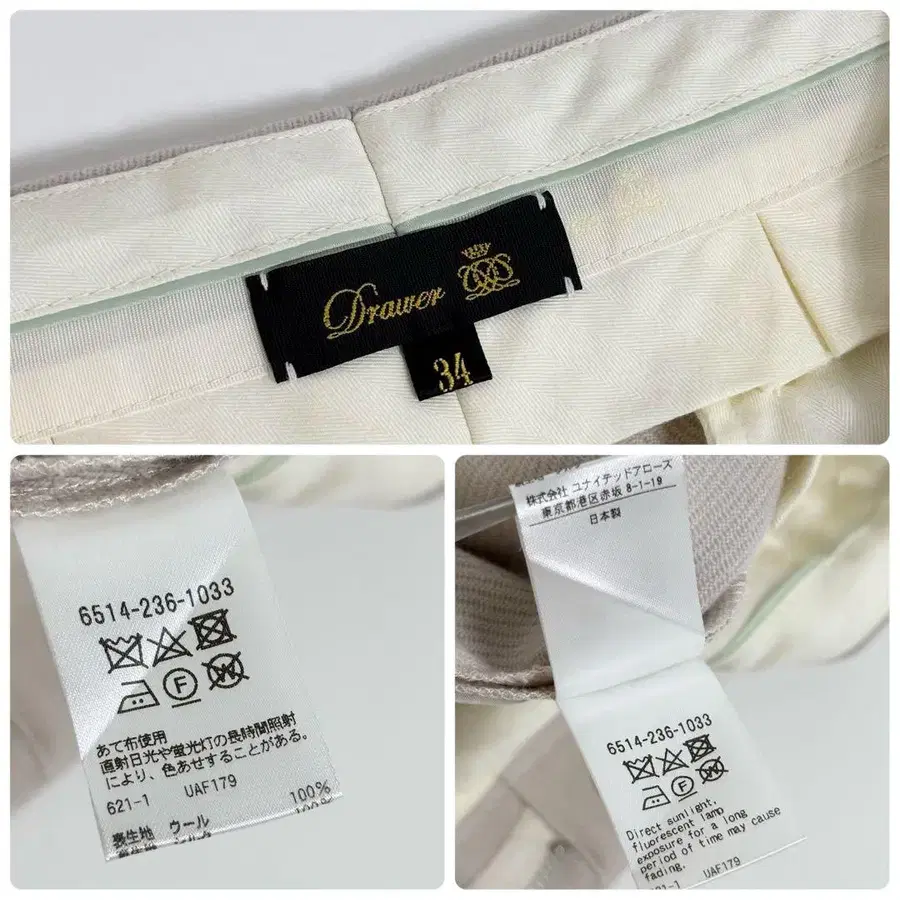 Drawer
34
6514-236-1033
F W
あて布使用
直射日光や蛍光灯の長時間照射
により、色あせすることがある。
621-1 UAF179
表生地 ウール 100%
100%
株式会社 ユナイテッドアローズ
東京都港区赤坂 8-1-19
日本製
6514-236-1033
F W
Direct sunlight,
fluorescent lamp
exposure for a long
period of time may cause
fading.
621-1 UAF179